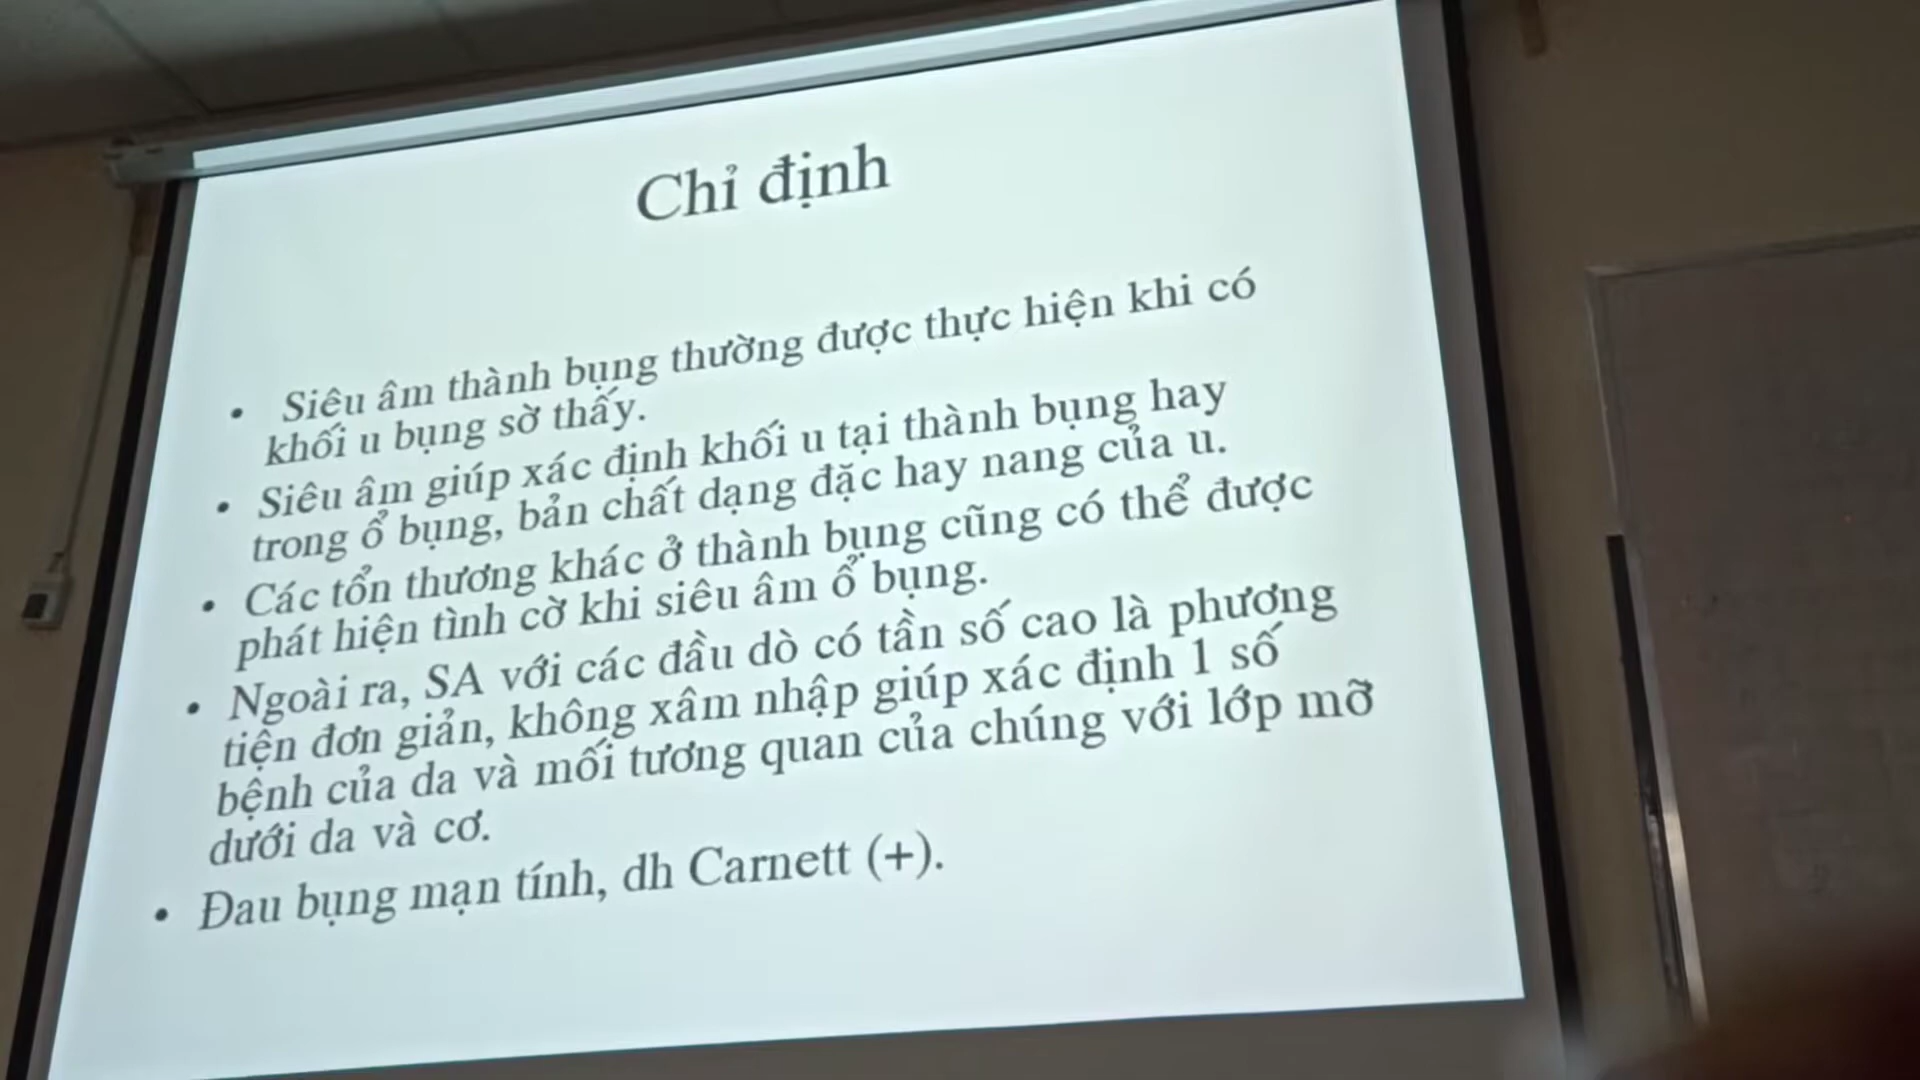 Chỉ định
• Siêu âm thành bụng thường được thực hiện khi có
khối u bụng sờ thấy.
• Siêu âm giúp xác định khối u tại thành bụng hay
trong ổ bụng, bản chất dạng đặc hay nang của u.
• Các tổn thương khác ở thành bụng cũng có thể được
phát hiện tình cờ khi siêu âm ổ bụng.
• Ngoài ra, SA với các đầu dò có tần số cao là phương
tiện đơn giản, không xâm nhập giúp xác định 1 số
bệnh của da và mối tương quan của chúng với lớp mỡ
dưới da và cơ.
• Đau bụng mạn tính, dh Carnett (+).